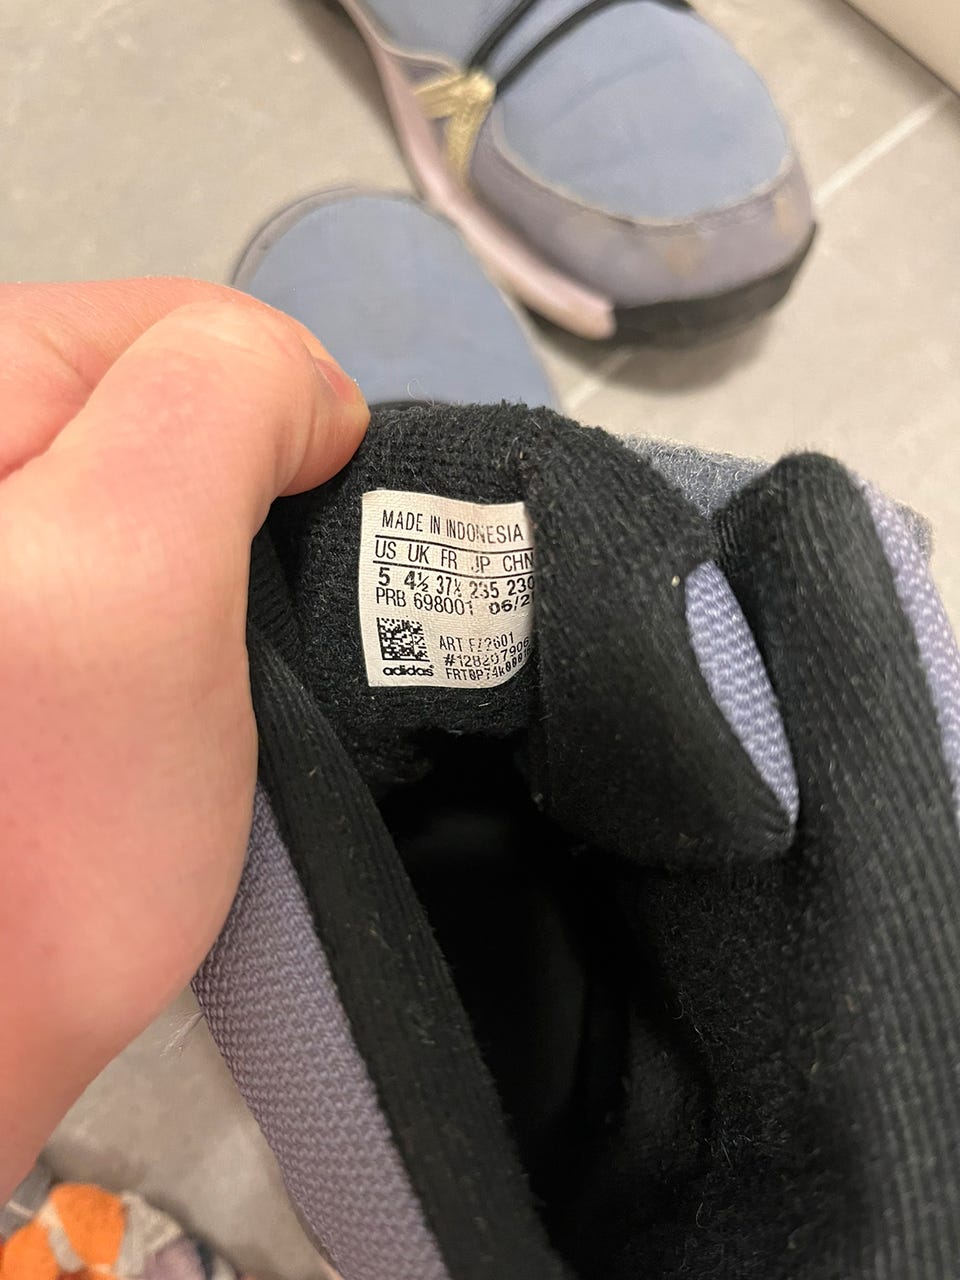 MADE IN INDONESIA
US UK FR JP CHN
5 4½ 37⅓ 235 230
PRB 698001 06/21
ART FZ2601
adidas